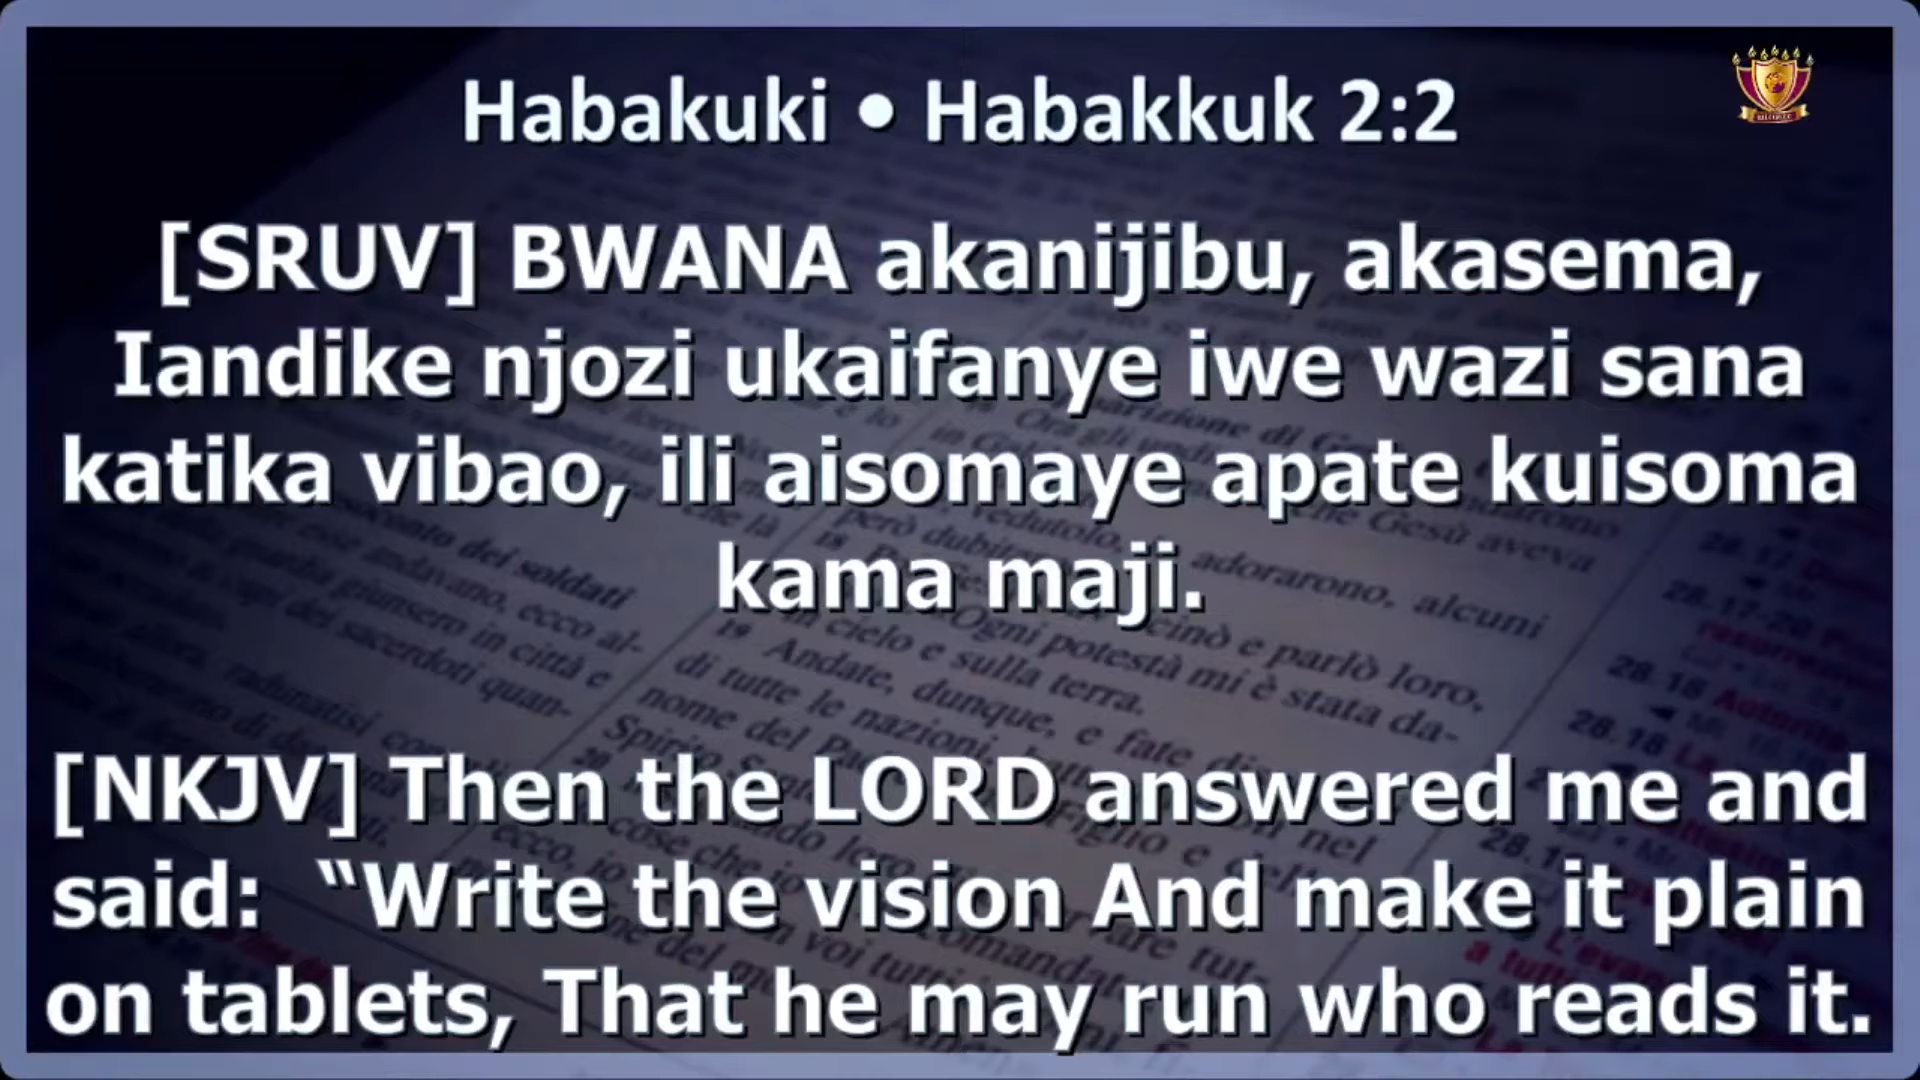 Habakuki • Habakkuk 2:2
[SRUV] BWANA akanijibu, akasema,
Iandike njozi ukaifanye iwe wazi sana
katika vibao, ili aisomaye apate kuisoma
kama maji.
[NKJV] Then the LORD answered me and
said:  “Write the vision And make it plain
on tablets, That he may run who reads it.